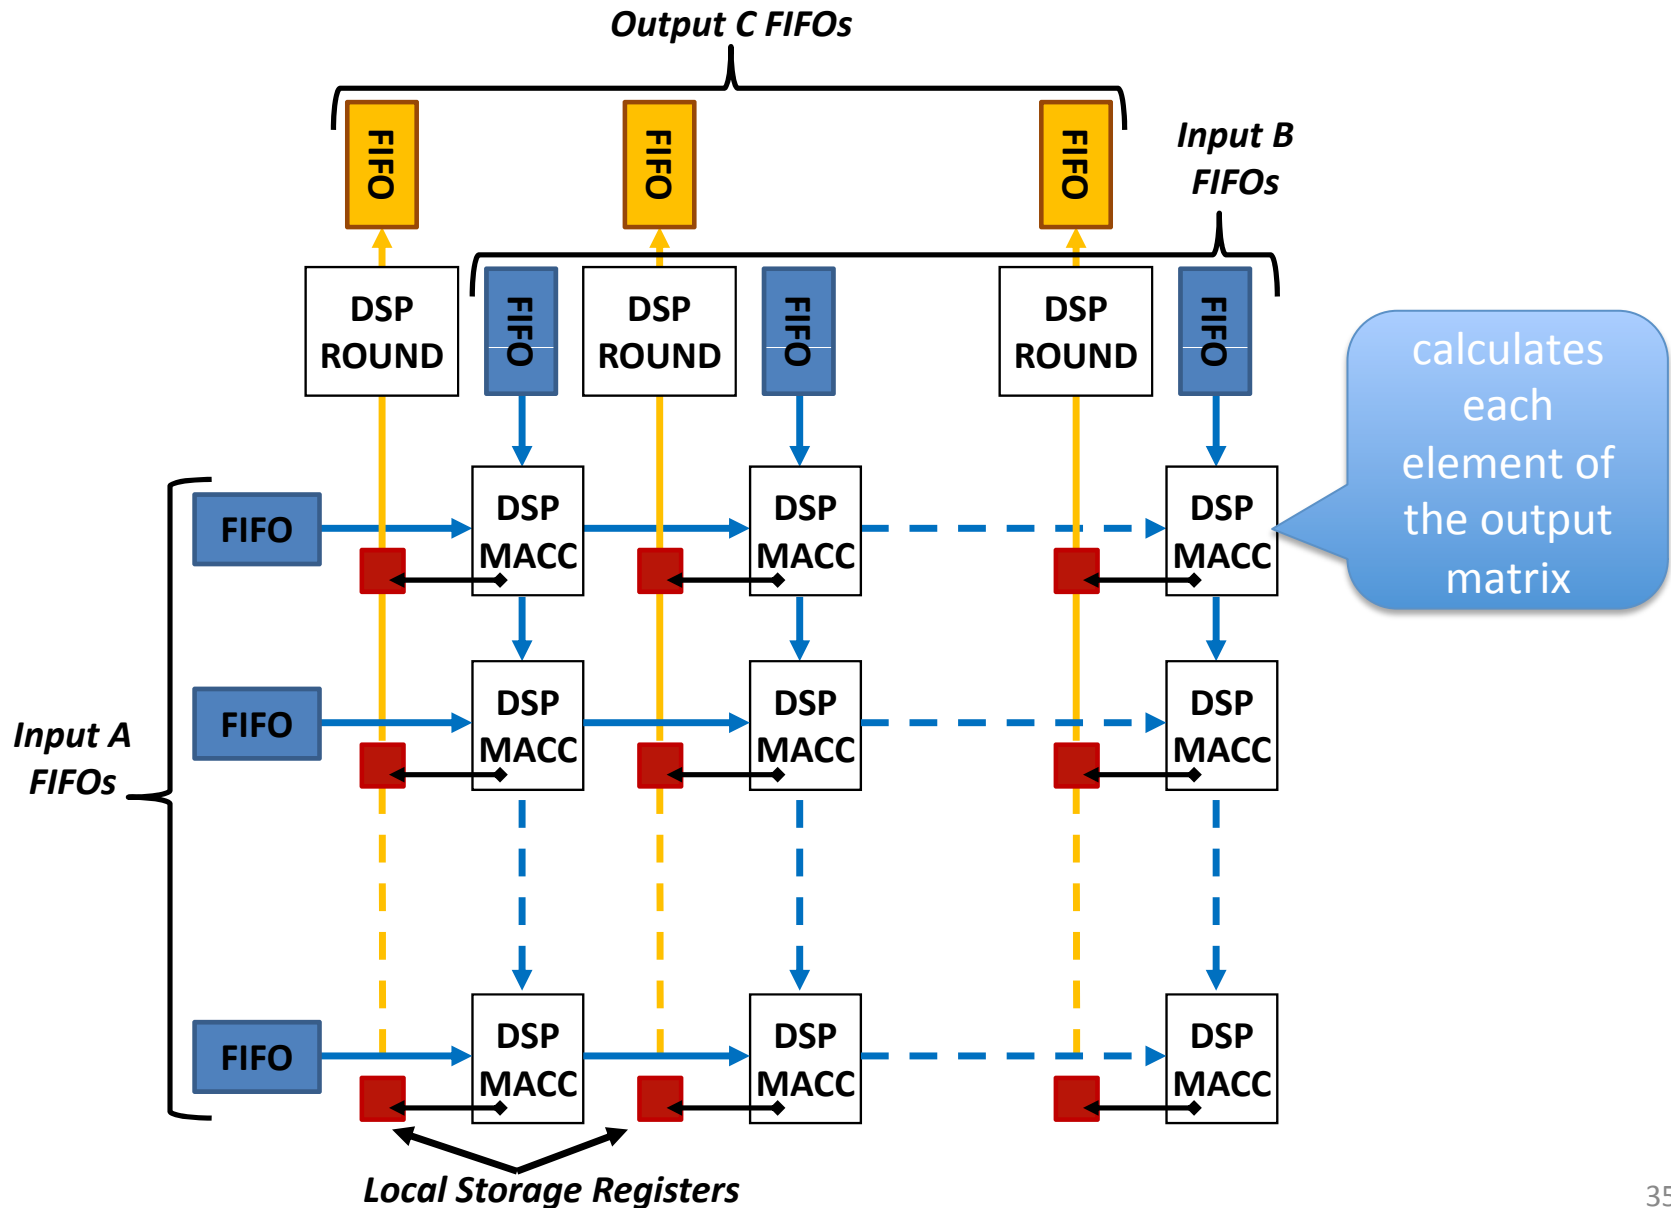 Output C FIFOs
FIFO
FIFO
FIFO
Input B
FIFOs
DSP
ROUND
FIFO
DSP
ROUND
FIFO
DSP
ROUND
FIFO
calculates
each
element of
the output
matrix
Input A
FIFOs
FIFO
DSP
MACC
DSP
MACC
DSP
MACC
FIFO
DSP
MACC
DSP
MACC
DSP
MACC
FIFO
DSP
MACC
DSP
MACC
DSP
MACC
Local Storage Registers
35